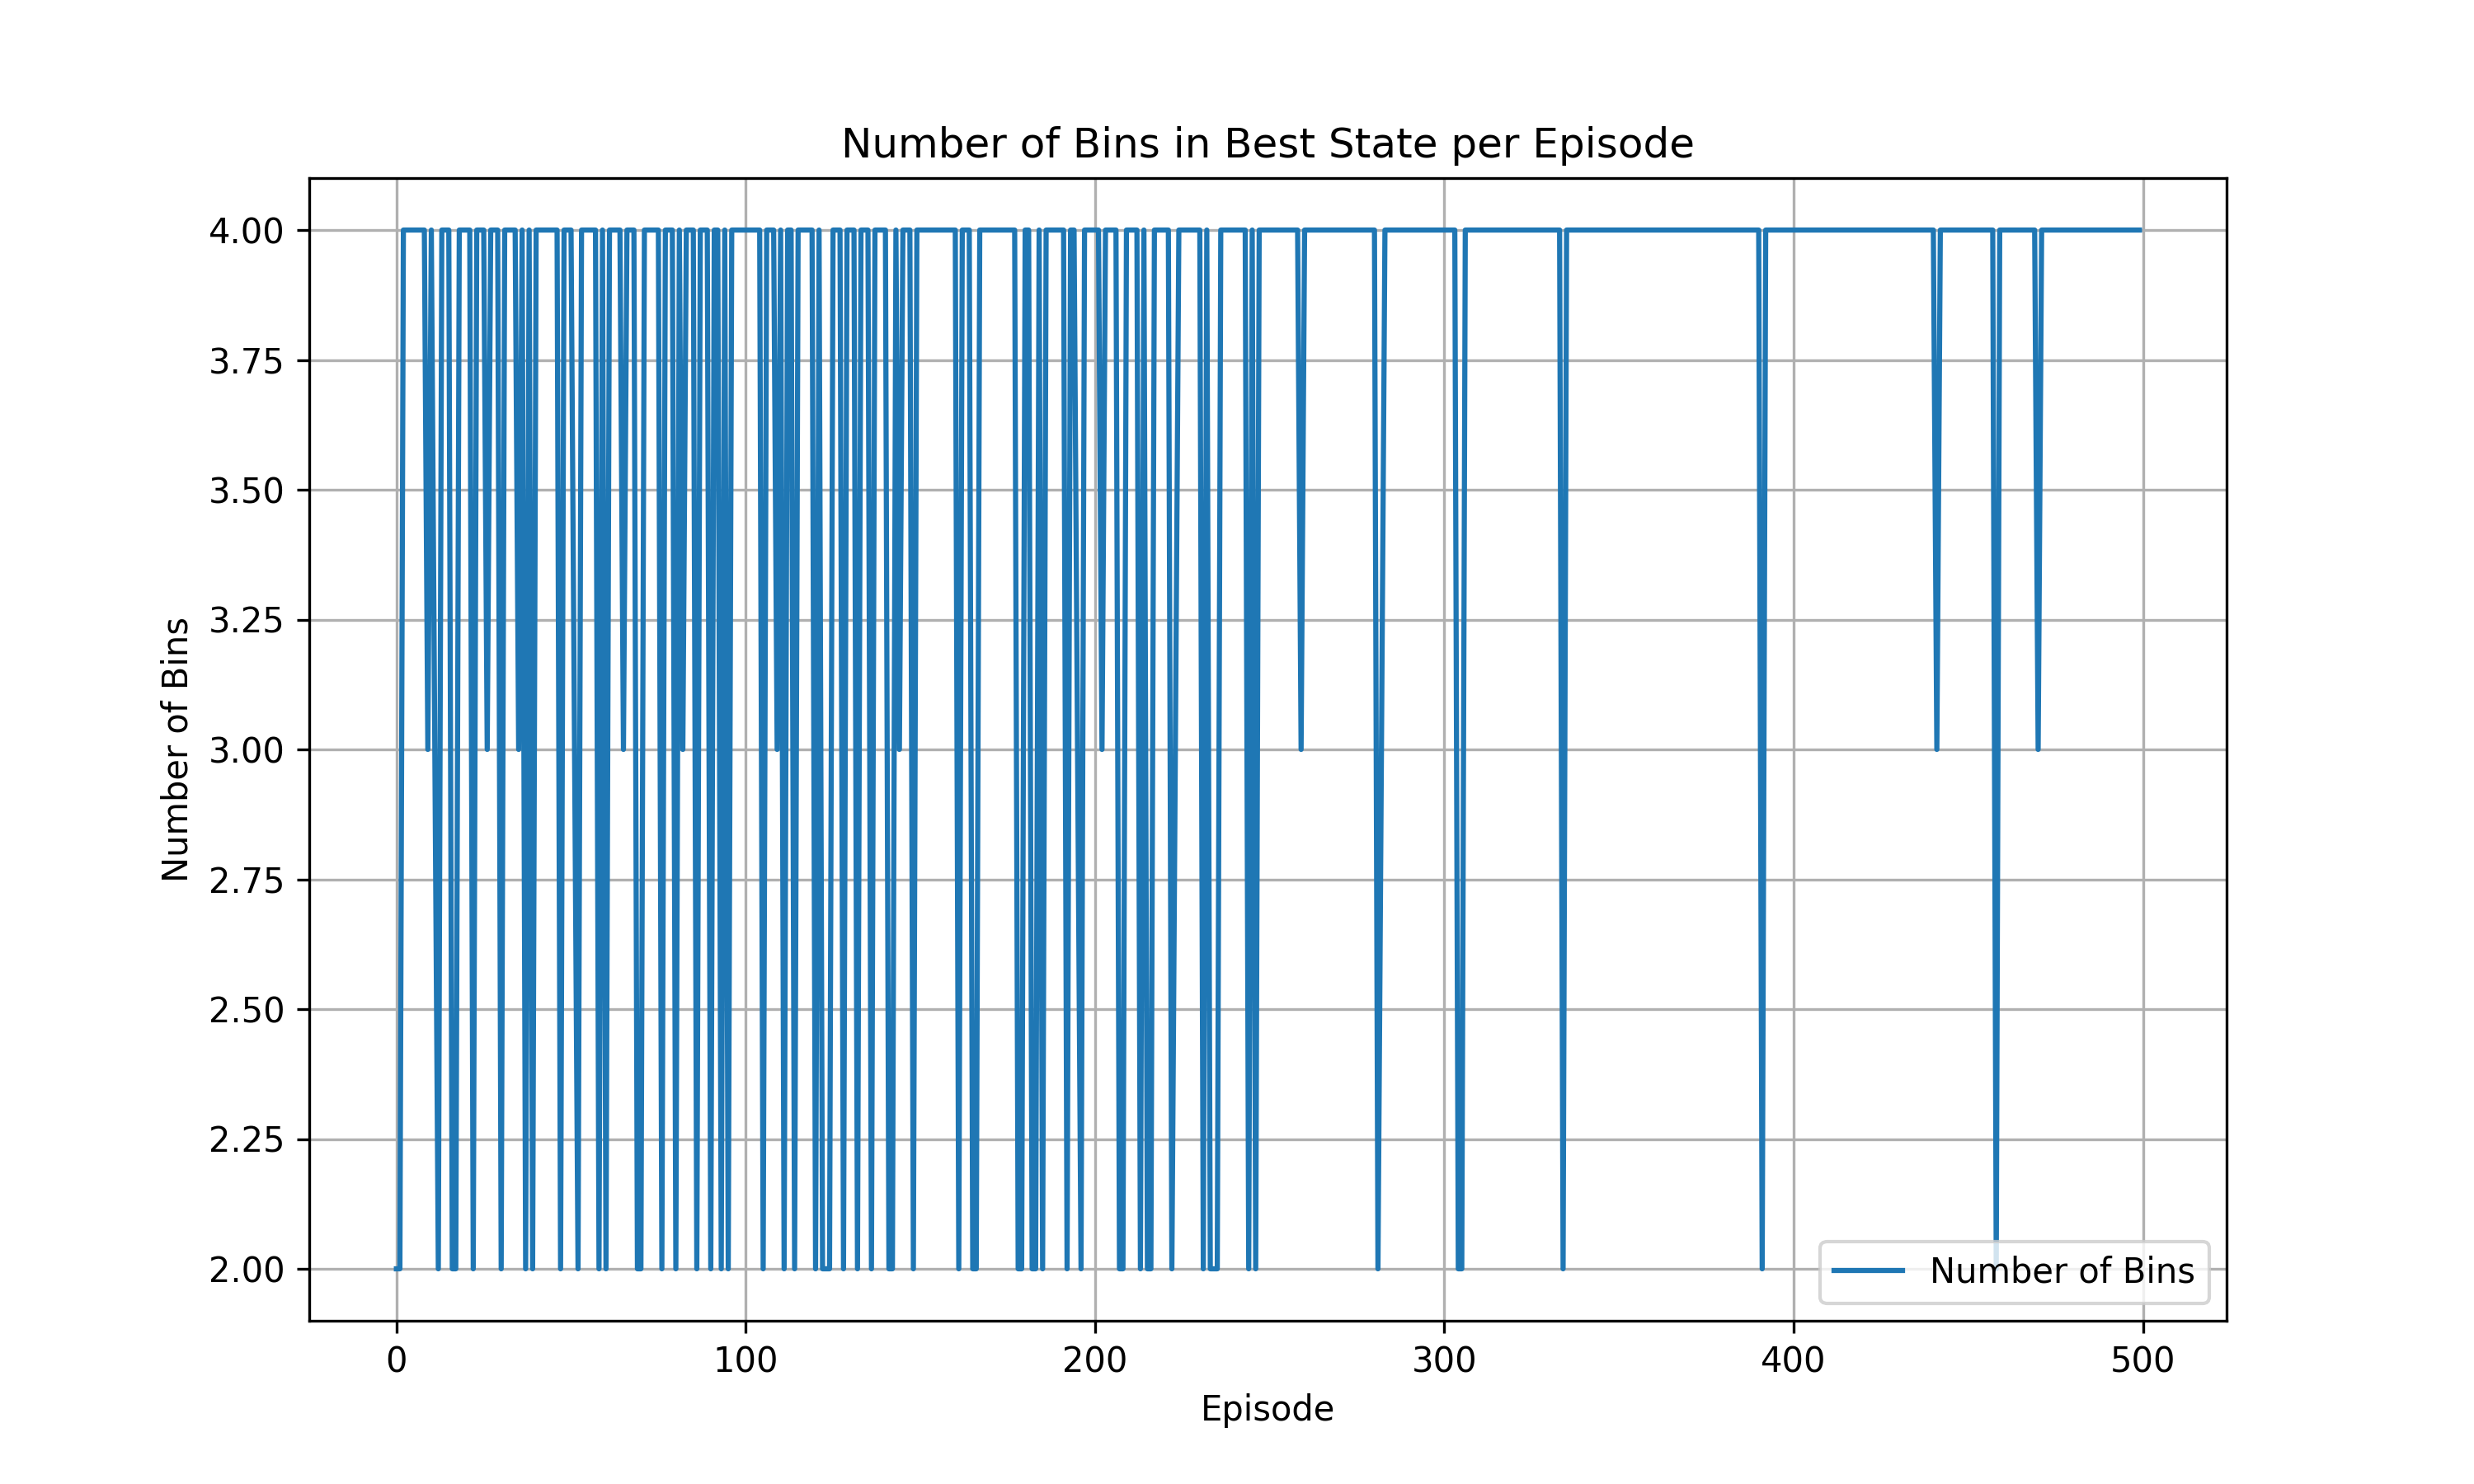 Number of Bins in Best State per Episode
Number of Bins
4.00
3.75
3.50
3.25
3.00
2.75
2.50
2.25
2.00
0 100 200 300 400 500
Episode
Number of Bins